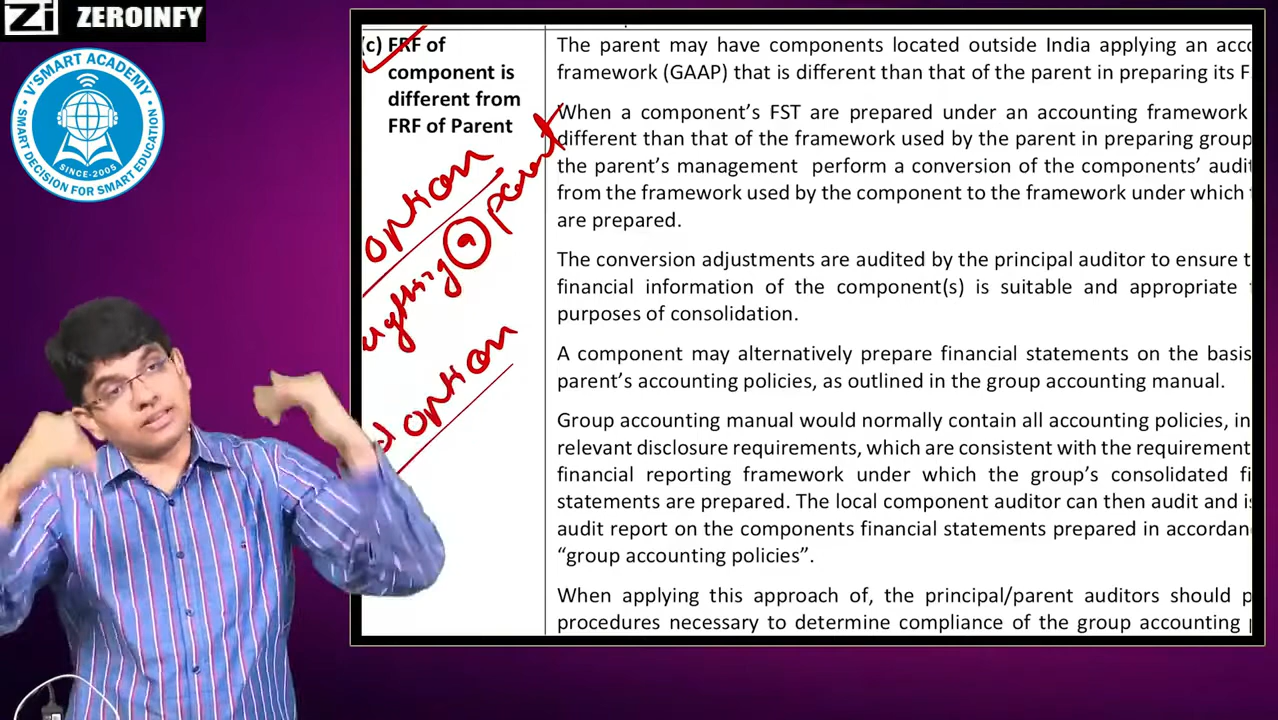 Zi ZEROINFY
V'SMART ACADEMY
SINCE-2005
SMART DECISION FOR SMART EDUCATION
(c) FRF of
component is
different from
FRF of Parent
option
@ parent
option
The parent may have components located outside India applying an acc
framework (GAAP) that is different than that of the parent in preparing its F
When a component's FST are prepared under an accounting framework
different than that of the framework used by the parent in preparing group
the parent's management perform a conversion of the components' audit
from the framework used by the component to the framework under which
are prepared.
The conversion adjustments are audited by the principal auditor to ensure t
financial information of the component(s) is suitable and appropriate
purposes of consolidation.
A component may alternatively prepare financial statements on the basis
parent's accounting policies, as outlined in the group accounting manual.
Group accounting manual would normally contain all accounting policies, in
relevant disclosure requirements, which are consistent with the requirement
financial reporting framework under which the group's consolidated fi
statements are prepared. The local component auditor can then audit and is
audit report on the components financial statements prepared in accordan
"group accounting policies".
When applying this approach of, the principal/parent auditors should p
procedures necessary to determine compliance of the group accounting